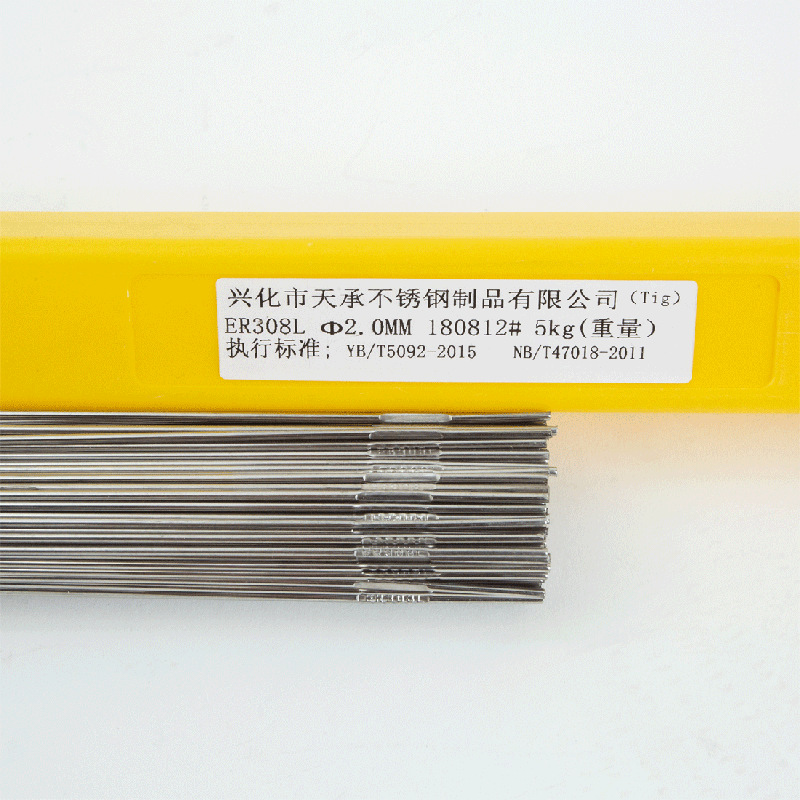 兴化市天承不锈钢制品有限公司（Tig）
ER308L Φ2.0MM 180812# 5kg(重量)
执行标准; YB/T5092-2015 NB/T47018-2011